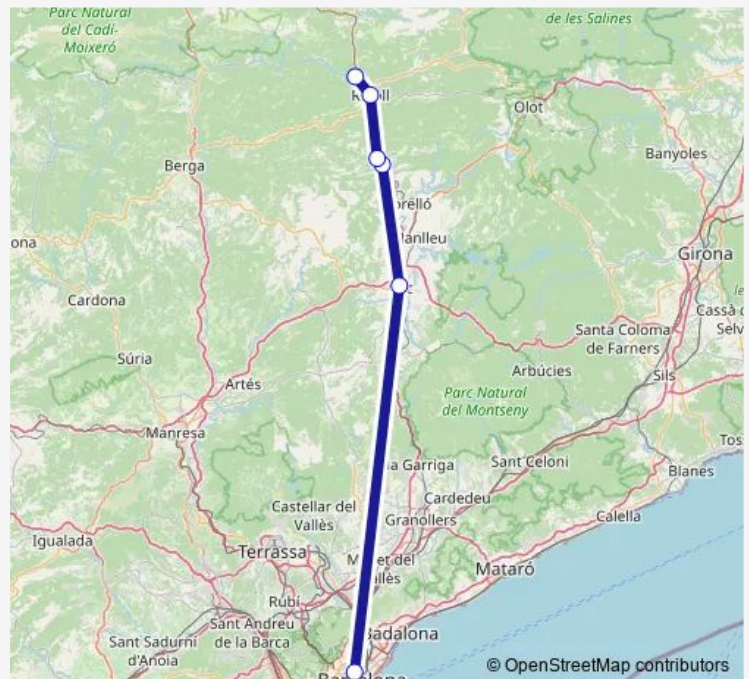 Parc Natural
del Cadí-
Moixeró
de les Salines
Olot
Banyoles
Berga
Girona
Cardona
Santa Coloma
de Farners
Súria
Arbúcies
Sils
Artés
Parc Natural
del Montseny
Manresa
Sant Celoni
Blanes
Cardedeu
Castellar del
Vallès
Granollers
Calella
Igualada
Terrassa
Mataró
Rubí
Sant Andreu
de la Barca
Sant Sadurní
d'Anoia
Badalona
© OpenStreetMap contributors